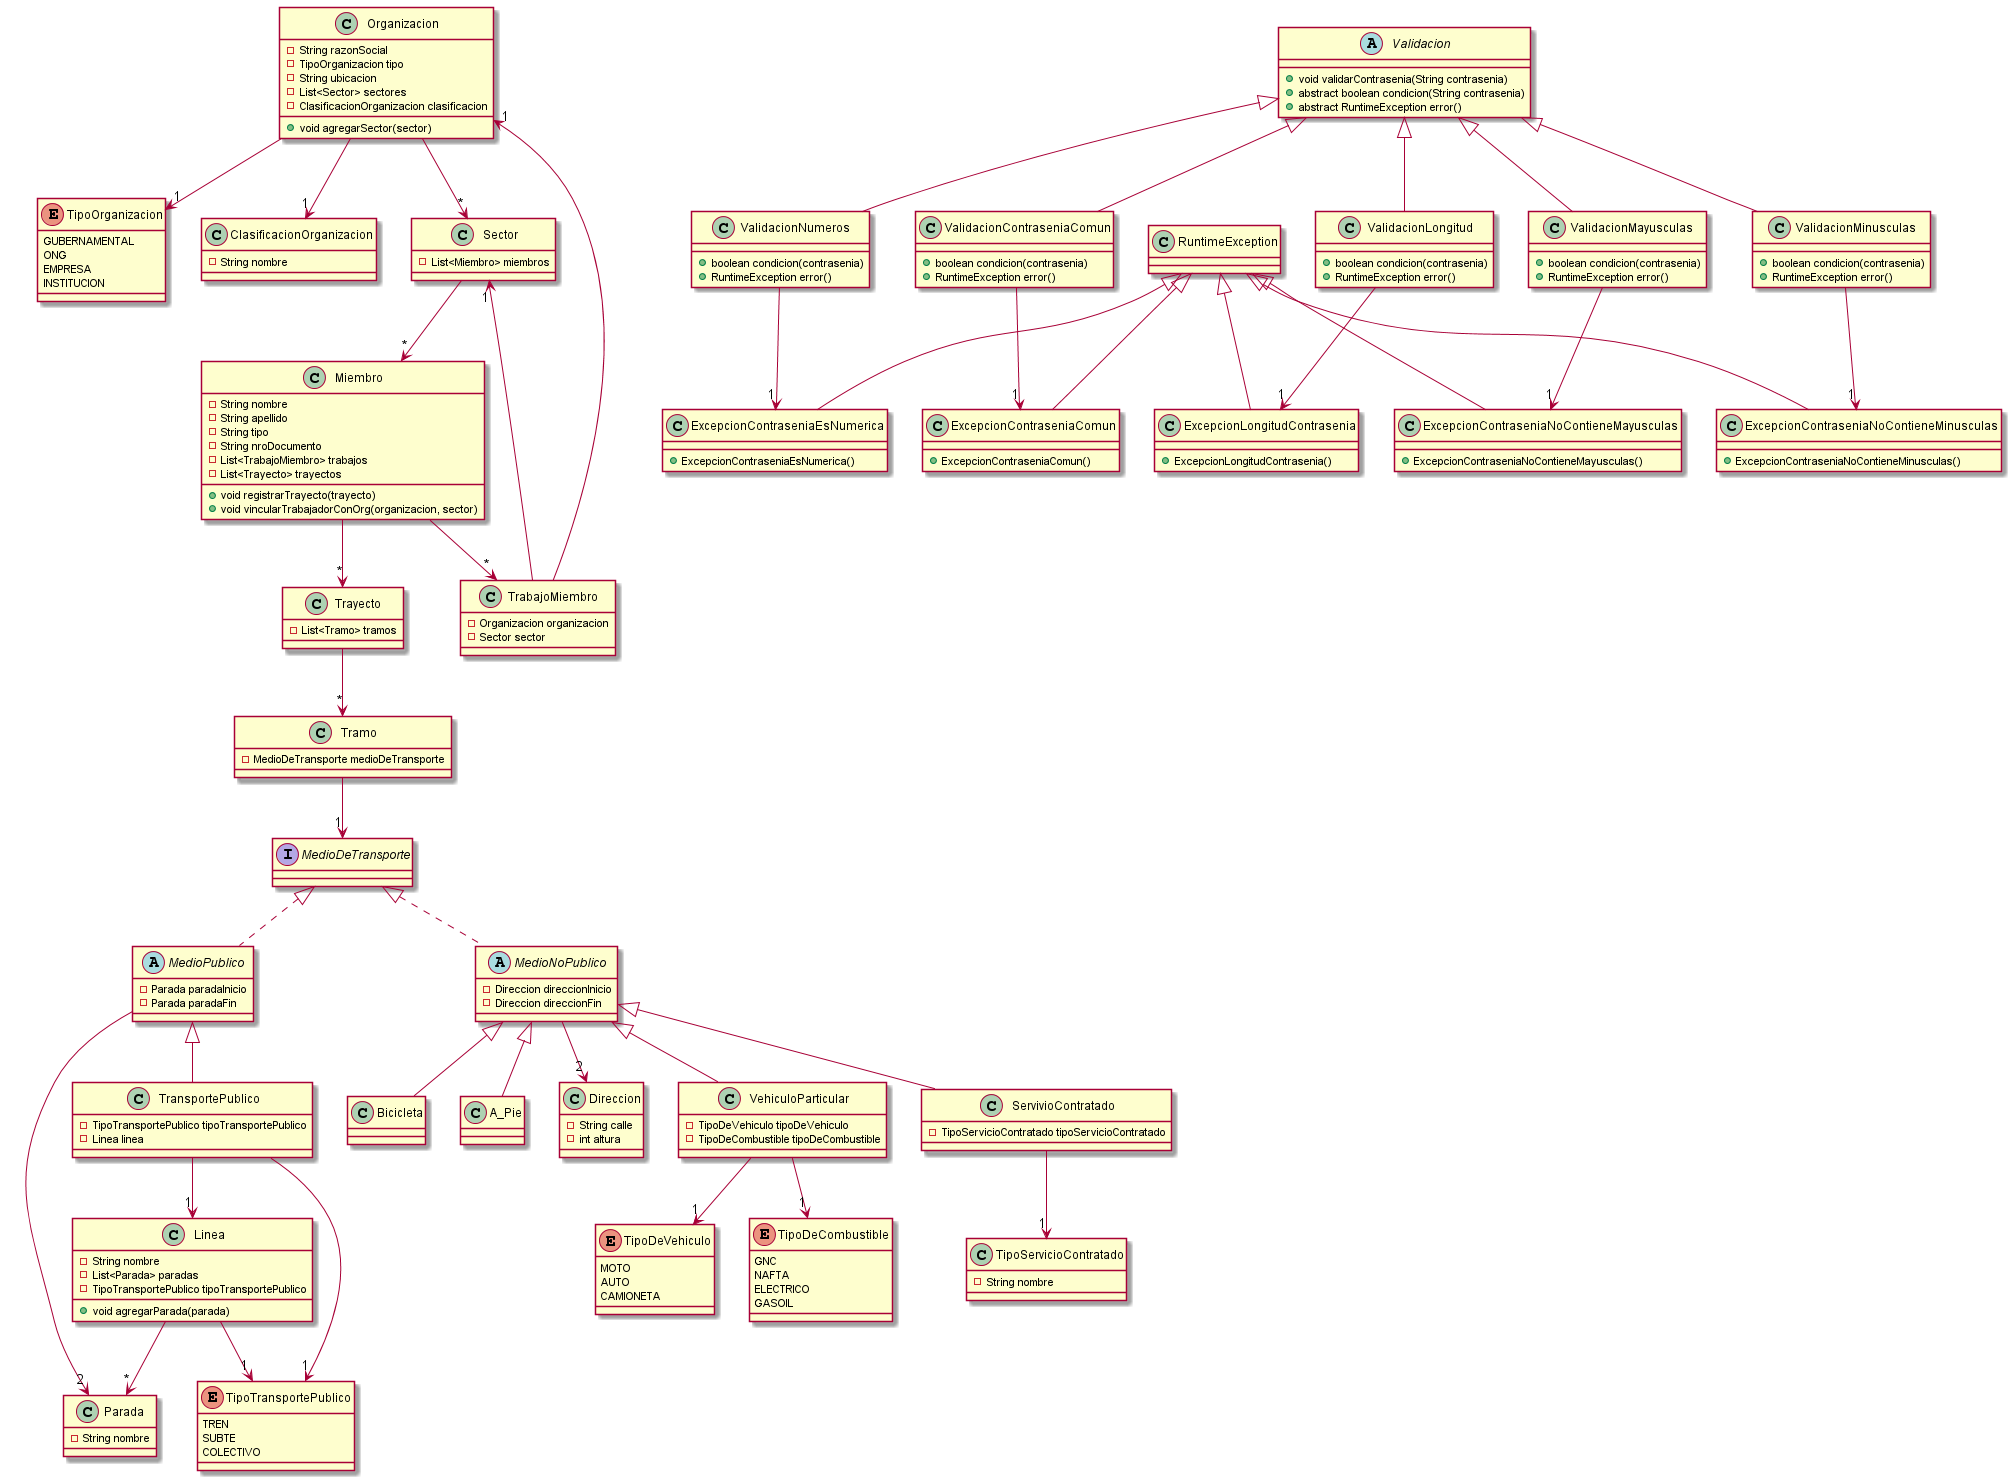 C Organizacion
String razonSocial
TipoOrganizacion tipo
String ubicacion
List<Sector> sectores
ClasificacionOrganizacion clasificacion
void agregarSector(sector)
A Validacion
void validarContrasenia(String contrasenia)
abstract boolean condicion(String contrasenia)
abstract RuntimeException error()
1
1
1
*
E TipoOrganizacion
GUBERNAMENTAL
ONG
EMPRESA
INSTITUCION
C ClasificacionOrganizacion
String nombre
C Sector
List<Miembro> miembros
C ValidacionNumeros
boolean condicion(contrasenia)
RuntimeException error()
C ValidacionContraseniaComun
boolean condicion(contrasenia)
RuntimeException error()
C RuntimeException
C ValidacionLongitud
boolean condicion(contrasenia)
RuntimeException error()
C ValidacionMayusculas
boolean condicion(contrasenia)
RuntimeException error()
C ValidacionMinusculas
boolean condicion(contrasenia)
RuntimeException error()
1
*
1
1
1
1
1
C Miembro
String nombre
String apellido
String tipo
String nroDocumento
List<TrabajoMiembro> trabajos
List<Trayecto> trayectos
void registrarTrayecto(trayecto)
void vincularTrabajadorConOrg(organizacion, sector)
C ExcepcionContraseniaEsNumerica
ExcepcionContraseniaEsNumerica()
C ExcepcionContraseniaComun
ExcepcionContraseniaComun()
C ExcepcionLongitudContrasenia
ExcepcionLongitudContrasenia()
C ExcepcionContraseniaNoContieneMayusculas
ExcepcionContraseniaNoContieneMayusculas()
C ExcepcionContraseniaNoContieneMinusculas
ExcepcionContraseniaNoContieneMinusculas()
*
*
C Trayecto
List<Tramo> tramos
C TrabajoMiembro
Organizacion organizacion
Sector sector
*
C Tramo
MedioDeTransporte medioDeTransporte
1
I MedioDeTransporte
A MedioPublico
Parada paradaInicio
Parada paradaFin
A MedioNoPublico
Direccion direccionInicio
Direccion direccionFin
2
C TransportePublico
TipoTransportePublico tipoTransportePublico
Linea linea
C Bicicleta
C A_Pie
C Direccion
String calle
int altura
C VehiculoParticular
TipoDeVehiculo tipoDeVehiculo
TipoDeCombustible tipoDeCombustible
C ServivioContratado
TipoServicioContratado tipoServicioContratado
1
1
1
1
C Linea
String nombre
List<Parada> paradas
TipoTransportePublico tipoTransportePublico
void agregarParada(parada)
E TipoDeVehiculo
MOTO
AUTO
CAMIONETA
E TipoDeCombustible
GNC
NAFTA
ELECTRICO
GASOIL
C TipoServicioContratado
String nombre
2
*
1
1
C Parada
String nombre
E TipoTransportePublico
TREN
SUBTE
COLECTIVO